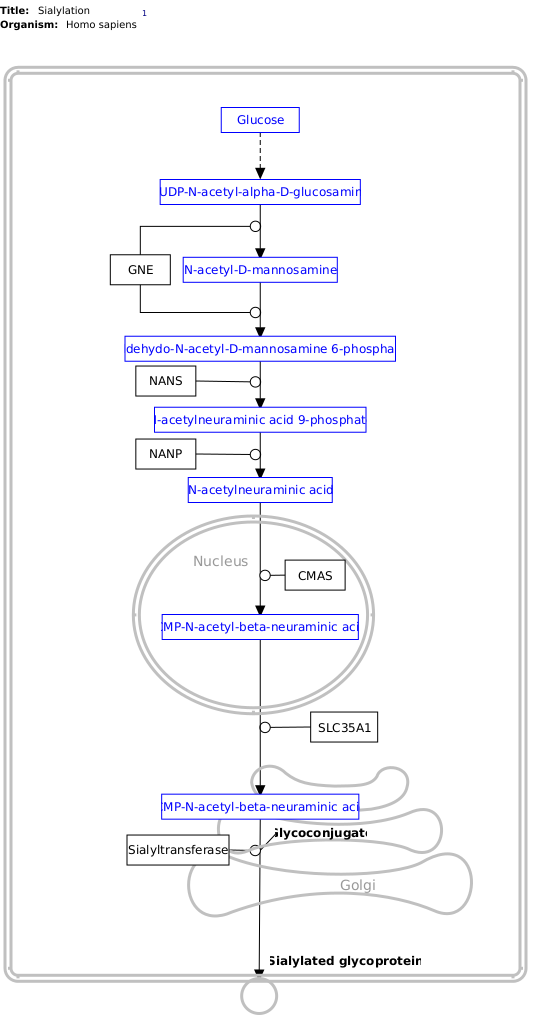 Title: Sialylation 1
Organism: Homo sapiens
Glucose
UDP-N-acetyl-alpha-D-glucosamin
GNE
N-acetyl-D-mannosamine
dehydo-N-acetyl-D-mannosamine 6-phospha
NANS
-acetylneuraminic acid 9-phosphat
NANP
N-acetylneuraminic acid
Nucleus
CMAS
MP-N-acetyl-beta-neuraminic aci
SLC35A1
MP-N-acetyl-beta-neuraminic aci
Glycoconjugate
Sialyltransferase
Golgi
Sialylated glycoprotein